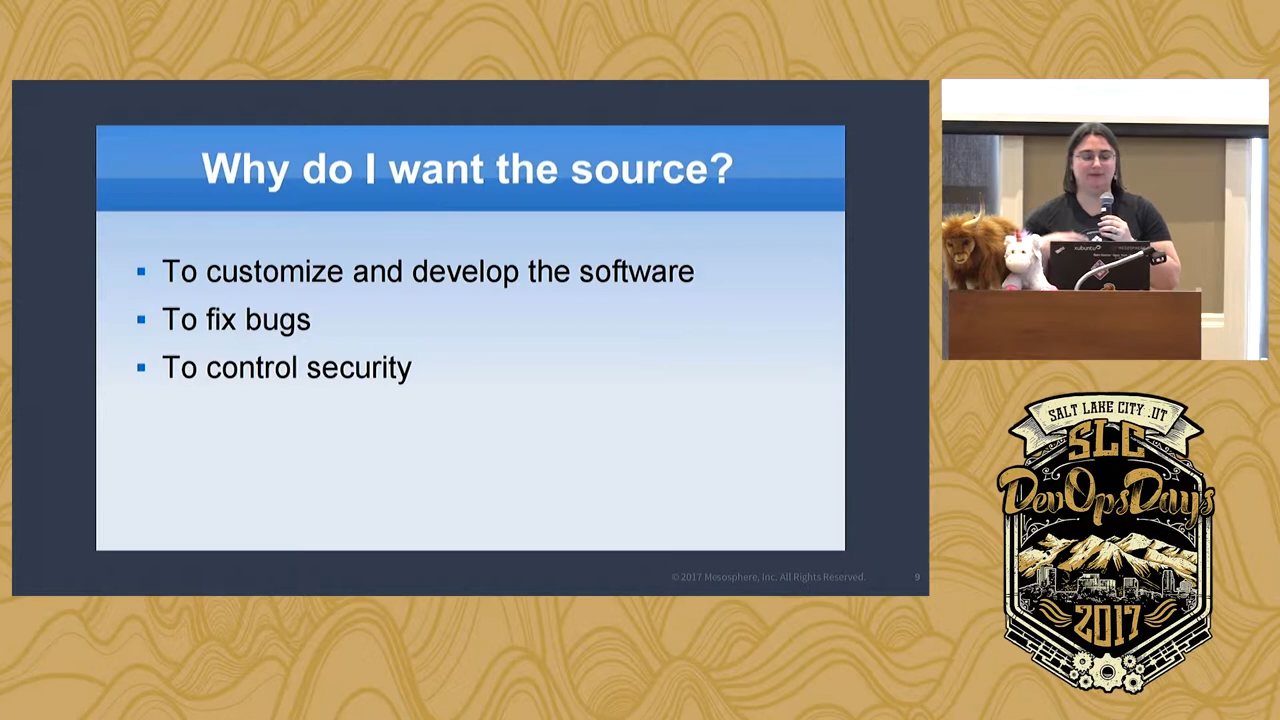 Why do I want the source?
To customize and develop the software
To fix bugs
To control security
© 2017 Mesosphere, Inc. All Rights Reserved.
9
xubuntu
SALT LAKE CITY .UT
SLC
DevOpsDays
2017